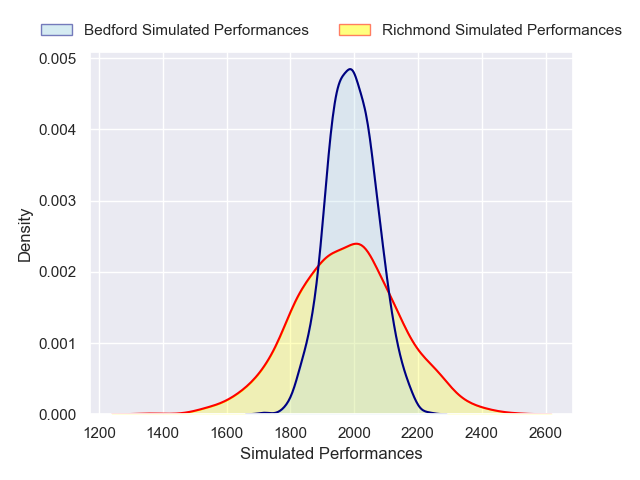 Bedford Simulated Performances Richmond Simulated Performances
0.005
0.004
0.003
0.002
0.001
0.000
Density
1200 1400 1600 1800 2000 2200 2400 2600
Simulated Performances